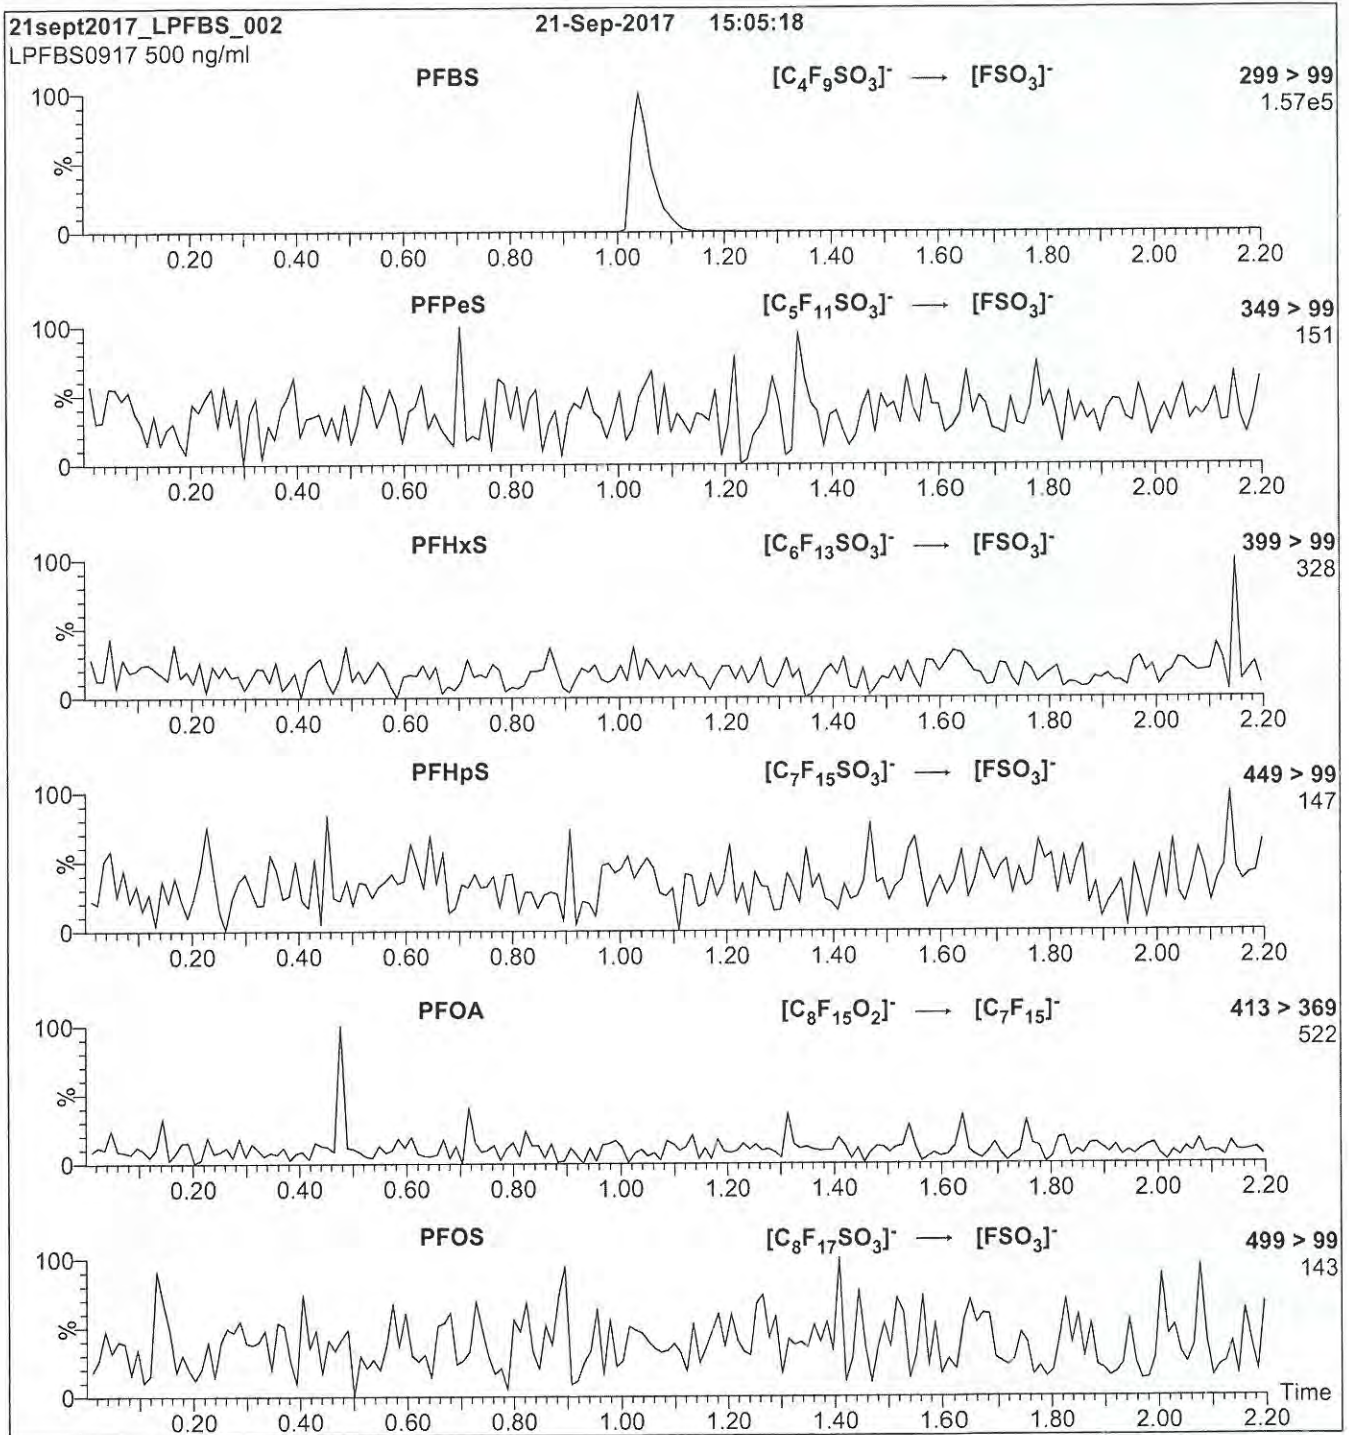 21sept2017_LPFBS_002 21-Sep-2017 15:05:18
LPFBS0917 500 ng/ml
PFBS [C₄F₉SO₃]⁻ → [FSO₃]⁻ 299 > 99
1.57e5
100
%
0
0.20 0.40 0.60 0.80 1.00 1.20 1.40 1.60 1.80 2.00 2.20
PFPeS [C₅F₁₁SO₃]⁻ → [FSO₃]⁻ 349 > 99
151
100
%
0
0.20 0.40 0.60 0.80 1.00 1.20 1.40 1.60 1.80 2.00 2.20
PFHxS [C₆F₁₃SO₃]⁻ → [FSO₃]⁻ 399 > 99
328
100
%
0
0.20 0.40 0.60 0.80 1.00 1.20 1.40 1.60 1.80 2.00 2.20
PFHpS [C₇F₁₅SO₃]⁻ → [FSO₃]⁻ 449 > 99
147
100
%
0
0.20 0.40 0.60 0.80 1.00 1.20 1.40 1.60 1.80 2.00 2.20
PFOA [C₈F₁₅O₂]⁻ → [C₇F₁₅]⁻ 413 > 369
522
100
%
0
0.20 0.40 0.60 0.80 1.00 1.20 1.40 1.60 1.80 2.00 2.20
PFOS [C₈F₁₇SO₃]⁻ → [FSO₃]⁻ 499 > 99
143
100
%
0
Time
0.20 0.40 0.60 0.80 1.00 1.20 1.40 1.60 1.80 2.00 2.20